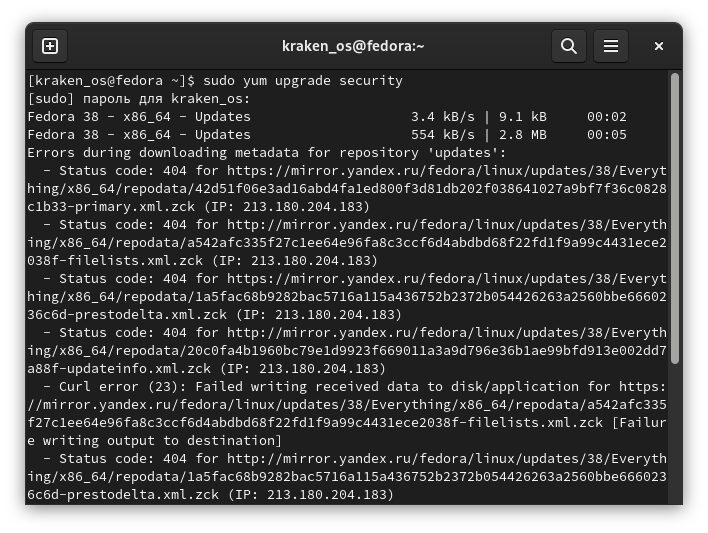 kraken_os@fedora:~
[kraken_os@fedora ~]$ sudo yum upgrade security
[sudo] пароль для kraken_os:
Fedora 38 - x86_64 - Updates                    3.4 kB/s | 9.1 kB     00:02
Fedora 38 - x86_64 - Updates                    554 kB/s | 2.8 MB     00:05
Errors during downloading metadata for repository 'updates':
  - Status code: 404 for https://mirror.yandex.ru/fedora/linux/updates/38/Everyt
hing/x86_64/repodata/42d51f06e3ad16abd4fa1ed800f3d81db202f038641027a9bf7f36c0828
c1b33-primary.xml.zck (IP: 213.180.204.183)
  - Status code: 404 for http://mirror.yandex.ru/fedora/linux/updates/38/Everyth
ing/x86_64/repodata/a542afc335f27c1ee64e96fa8c3ccf6d4abdbd68f22fd1f9a99c4431ece2
038f-filelists.xml.zck (IP: 213.180.204.183)
  - Status code: 404 for https://mirror.yandex.ru/fedora/linux/updates/38/Everyt
hing/x86_64/repodata/1a5fac68b9282bac5716a115a436752b2372b054426263a2560bbe66602
36c6d-prestodelta.xml.zck (IP: 213.180.204.183)
  - Status code: 404 for http://mirror.yandex.ru/fedora/linux/updates/38/Everyth
ing/x86_64/repodata/20c0fa4b1960bc79e1d9923f669011a3a9d796e36b1ae99bfd913e002dd7
a88f-updateinfo.xml.zck (IP: 213.180.204.183)
  - Curl error (23): Failed writing received data to disk/application for https:
//mirror.yandex.ru/fedora/linux/updates/38/Everything/x86_64/repodata/a542afc335
f27c1ee64e96fa8c3ccf6d4abdbd68f22fd1f9a99c4431ece2038f-filelists.xml.zck [Failur
e writing output to destination]
  - Status code: 404 for http://mirror.yandex.ru/fedora/linux/updates/38/Everyth
ing/x86_64/repodata/1a5fac68b9282bac5716a115a436752b2372b054426263a2560bbe666023
6c6d-prestodelta.xml.zck (IP: 213.180.204.183)